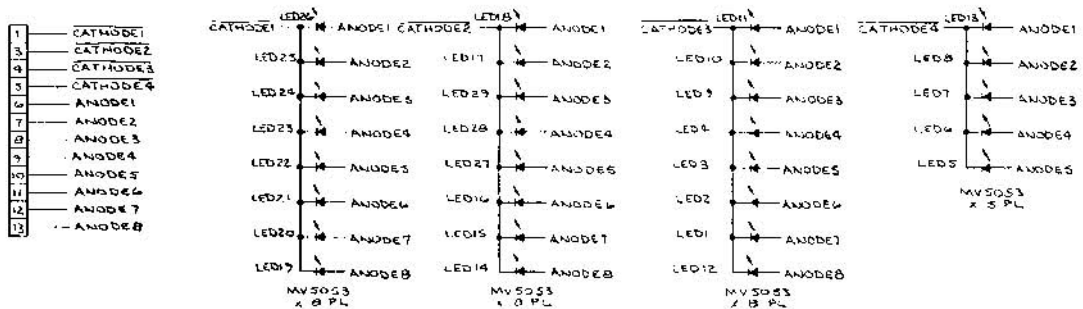 1 CATHODE1
3 CATHODE2
4 CATHODE3
5 CATHODE4
6 ANODE1
7 ANODE2
8 ANODE3
9 ANODE4
10 ANODE5
11 ANODE6
12 ANODE7
13 ANODE8
LED26
CATHODE1 ANODE1
LED25 ANODE2
LED24 ANODE3
LED23 ANODE4
LED22 ANODE5
LED21 ANODE6
LED20 ANODE7
LED19 ANODE8
MV5053
x 8 PL
LED18
CATHODE2 ANODE1
LED17 ANODE2
LED29 ANODE3
LED28 ANODE4
LED27 ANODE5
LED16 ANODE6
LED15 ANODE7
LED14 ANODE8
MV5053
x 8 PL
LED11
CATHODE3 ANODE1
LED10 ANODE2
LED9 ANODE3
LED4 ANODE4
LED3 ANODE5
LED2 ANODE6
LED1 ANODE7
LED12 ANODE8
MV5053
x 8 PL
LED13
CATHODE4 ANODE1
LED8 ANODE2
LED7 ANODE3
LED6 ANODE4
LED5 ANODE5
MV5053
x 5 PL